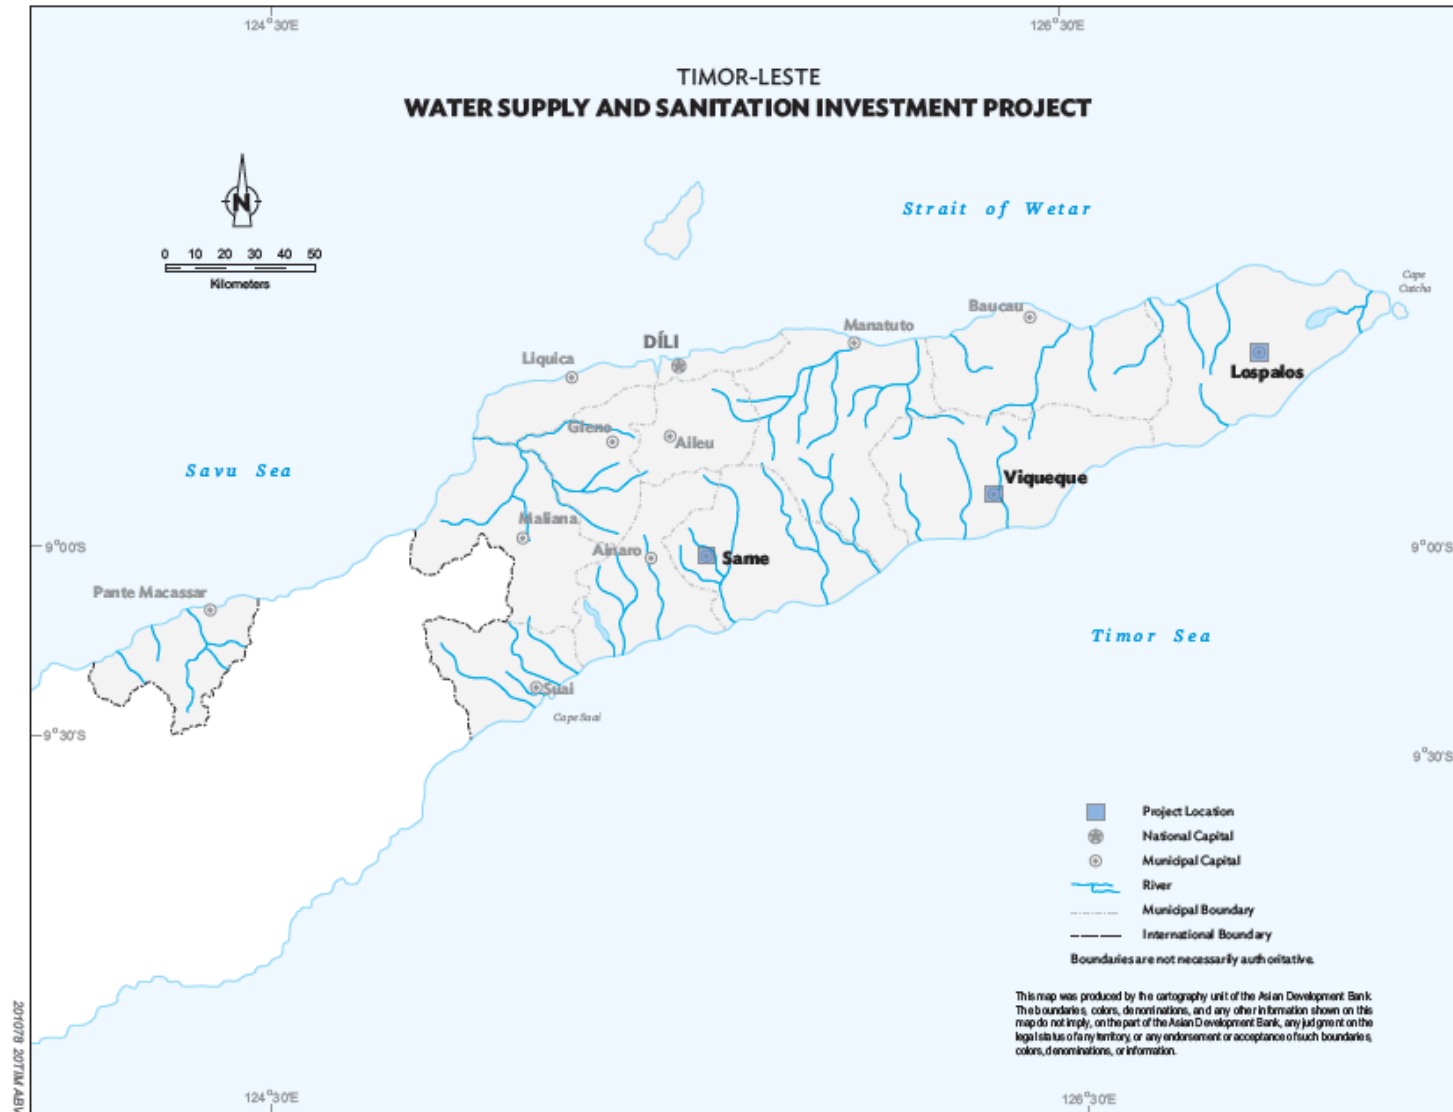 124°30'E
126°30'E
TIMOR-LESTE
WATER SUPPLY AND SANITATION INVESTMENT PROJECT
N
Strait of Wetar
0 10 20 30 40 50
Kilometers
Cape
Catcha
Baucau
Manatuto
DÍLI
Liquica
Lospalos
Gleno
Aileu
Savu Sea
Viqueque
Maliana
Ainaro
Same
9°00'S
9°00'S
Pante Macassar
Timor Sea
Suai
Cape Suai
9°30'S
9°30'S
Project Location
National Capital
Municipal Capital
River
Municipal Boundary
International Boundary
Boundaries are not necessarily authoritative.
This map was produced by the cartography unit of the Asian Development Bank.
The boundaries, colors, denominations, and any other information shown on this
map do not imply, on the part of the Asian Development Bank, any judgment on the
legal status of any territory, or any endorsement or acceptance of such boundaries,
colors, denominations, or information.
201078 20TIM ABV
124°30'E
126°30'E